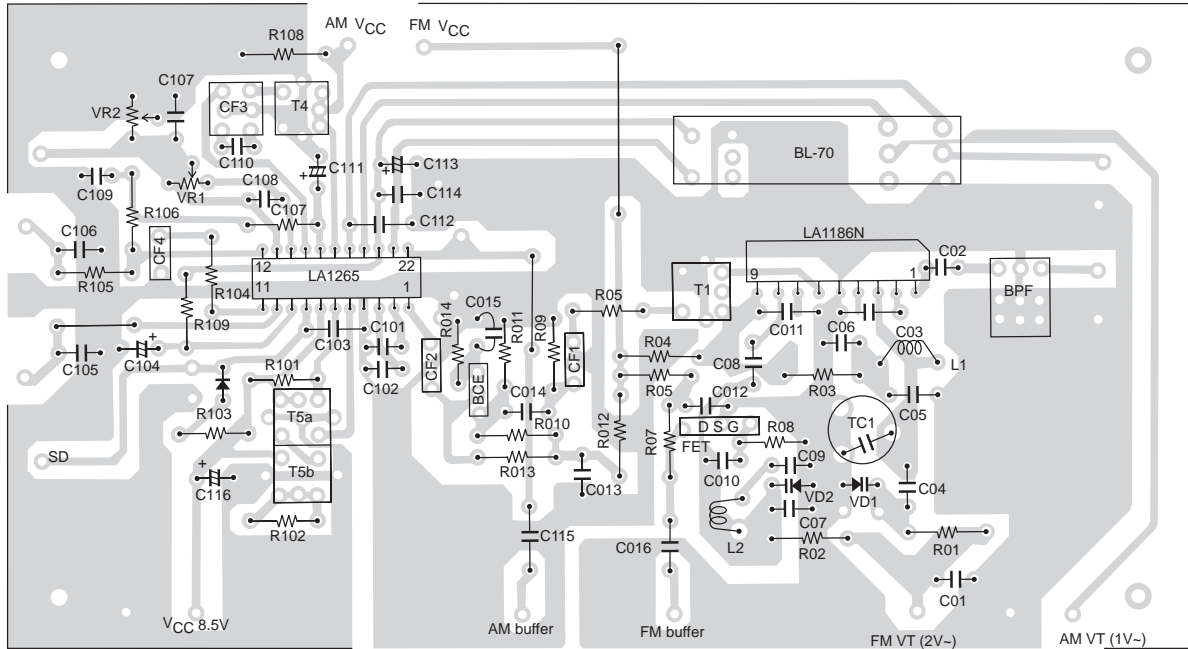 AM VCC
FM VCC
R108
C107
VR2
CF3
T4
C110
C111
+
C113
+
BL-70
C109
VR1
C108
C114
R106
C107
C112
C106
CF4
LA1186N
C02
12
22
LA1265
11
1
9
1
T1
BPF
R105
R104
R109
C015
R014
R011
R09
R05
C011
C06
C03
L1
C105
+
C104
C103
C101
C102
CF2
BCE
CF1
R04
R05
C08
R03
C05
R101
R103
T5a
C014
R010
R012
R07
C012
D S G
FET
R08
TC1
SD
+
C116
T5b
R013
C013
C010
C09
VD2
VD1
C04
R102
C115
C016
L2
C07
R02
R01
C01
VCC 8.5V
AM buffer
FM buffer
FM VT (2V~)
AM VT (1V~)